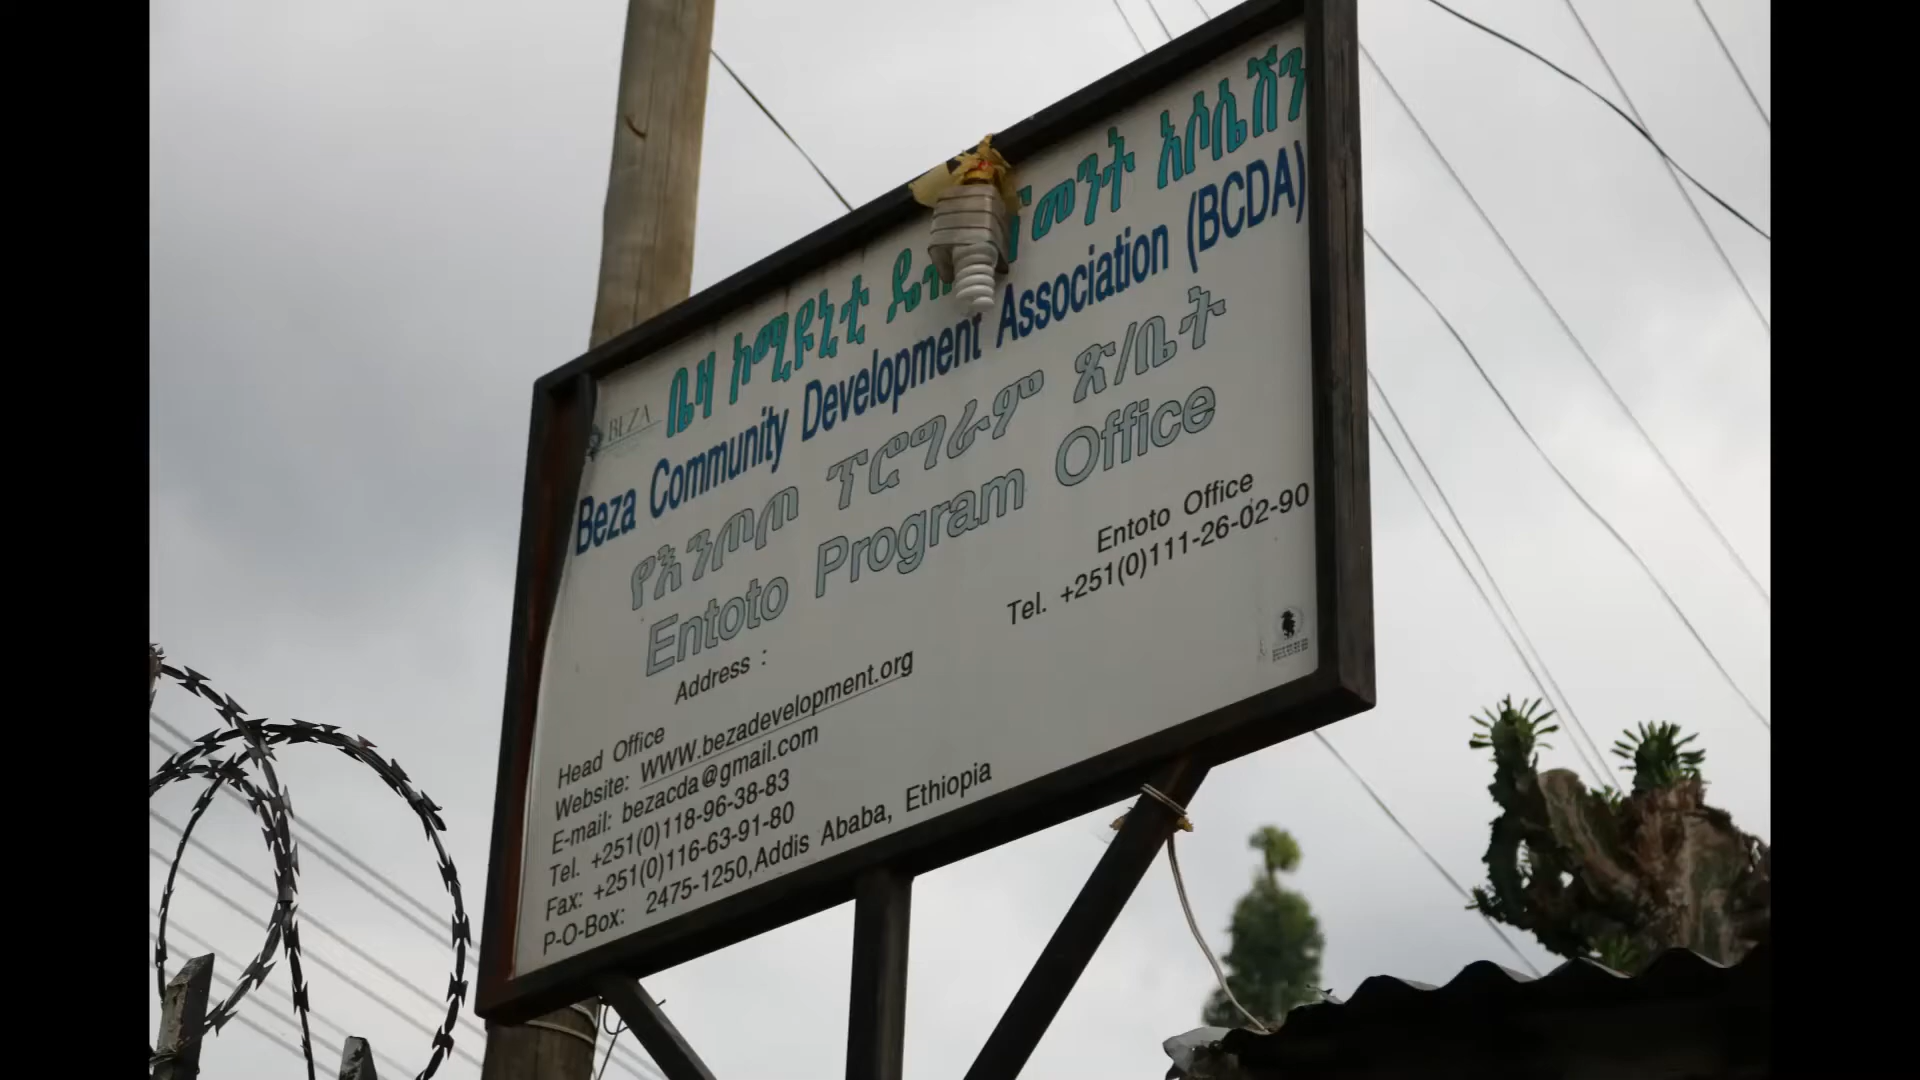 ቤዛ ኮሚዩኒቲ መንት አሶሴሽን
BEZA
Beza Community Development Association (BCDA)
የእንጦጦ ፕሮግራም ጽ/ቤት
Entoto Program Office
Address :
Entoto Office
Tel. +251(0)111-26-02-90
Head Office
Website: WWW.bezadevelopment.org
E-mail: bezacda@gmail.com
Tel. +251(0)118-96-38-83
Fax: +251(0)116-63-91-80
P-O-Box: 2475-1250,Addis Ababa, Ethiopia